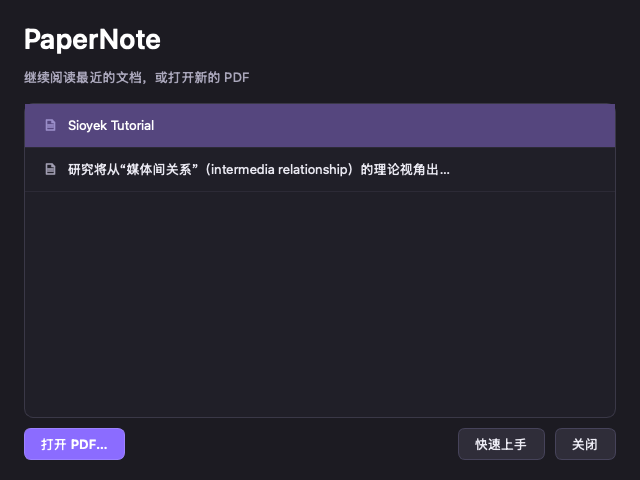 PaperNote
继续阅读最近的文档，或打开新的 PDF
Sioyek Tutorial
研究将从“媒体间关系”（intermedia relationship）的理论视角出...
打开 PDF...
快速上手
关闭